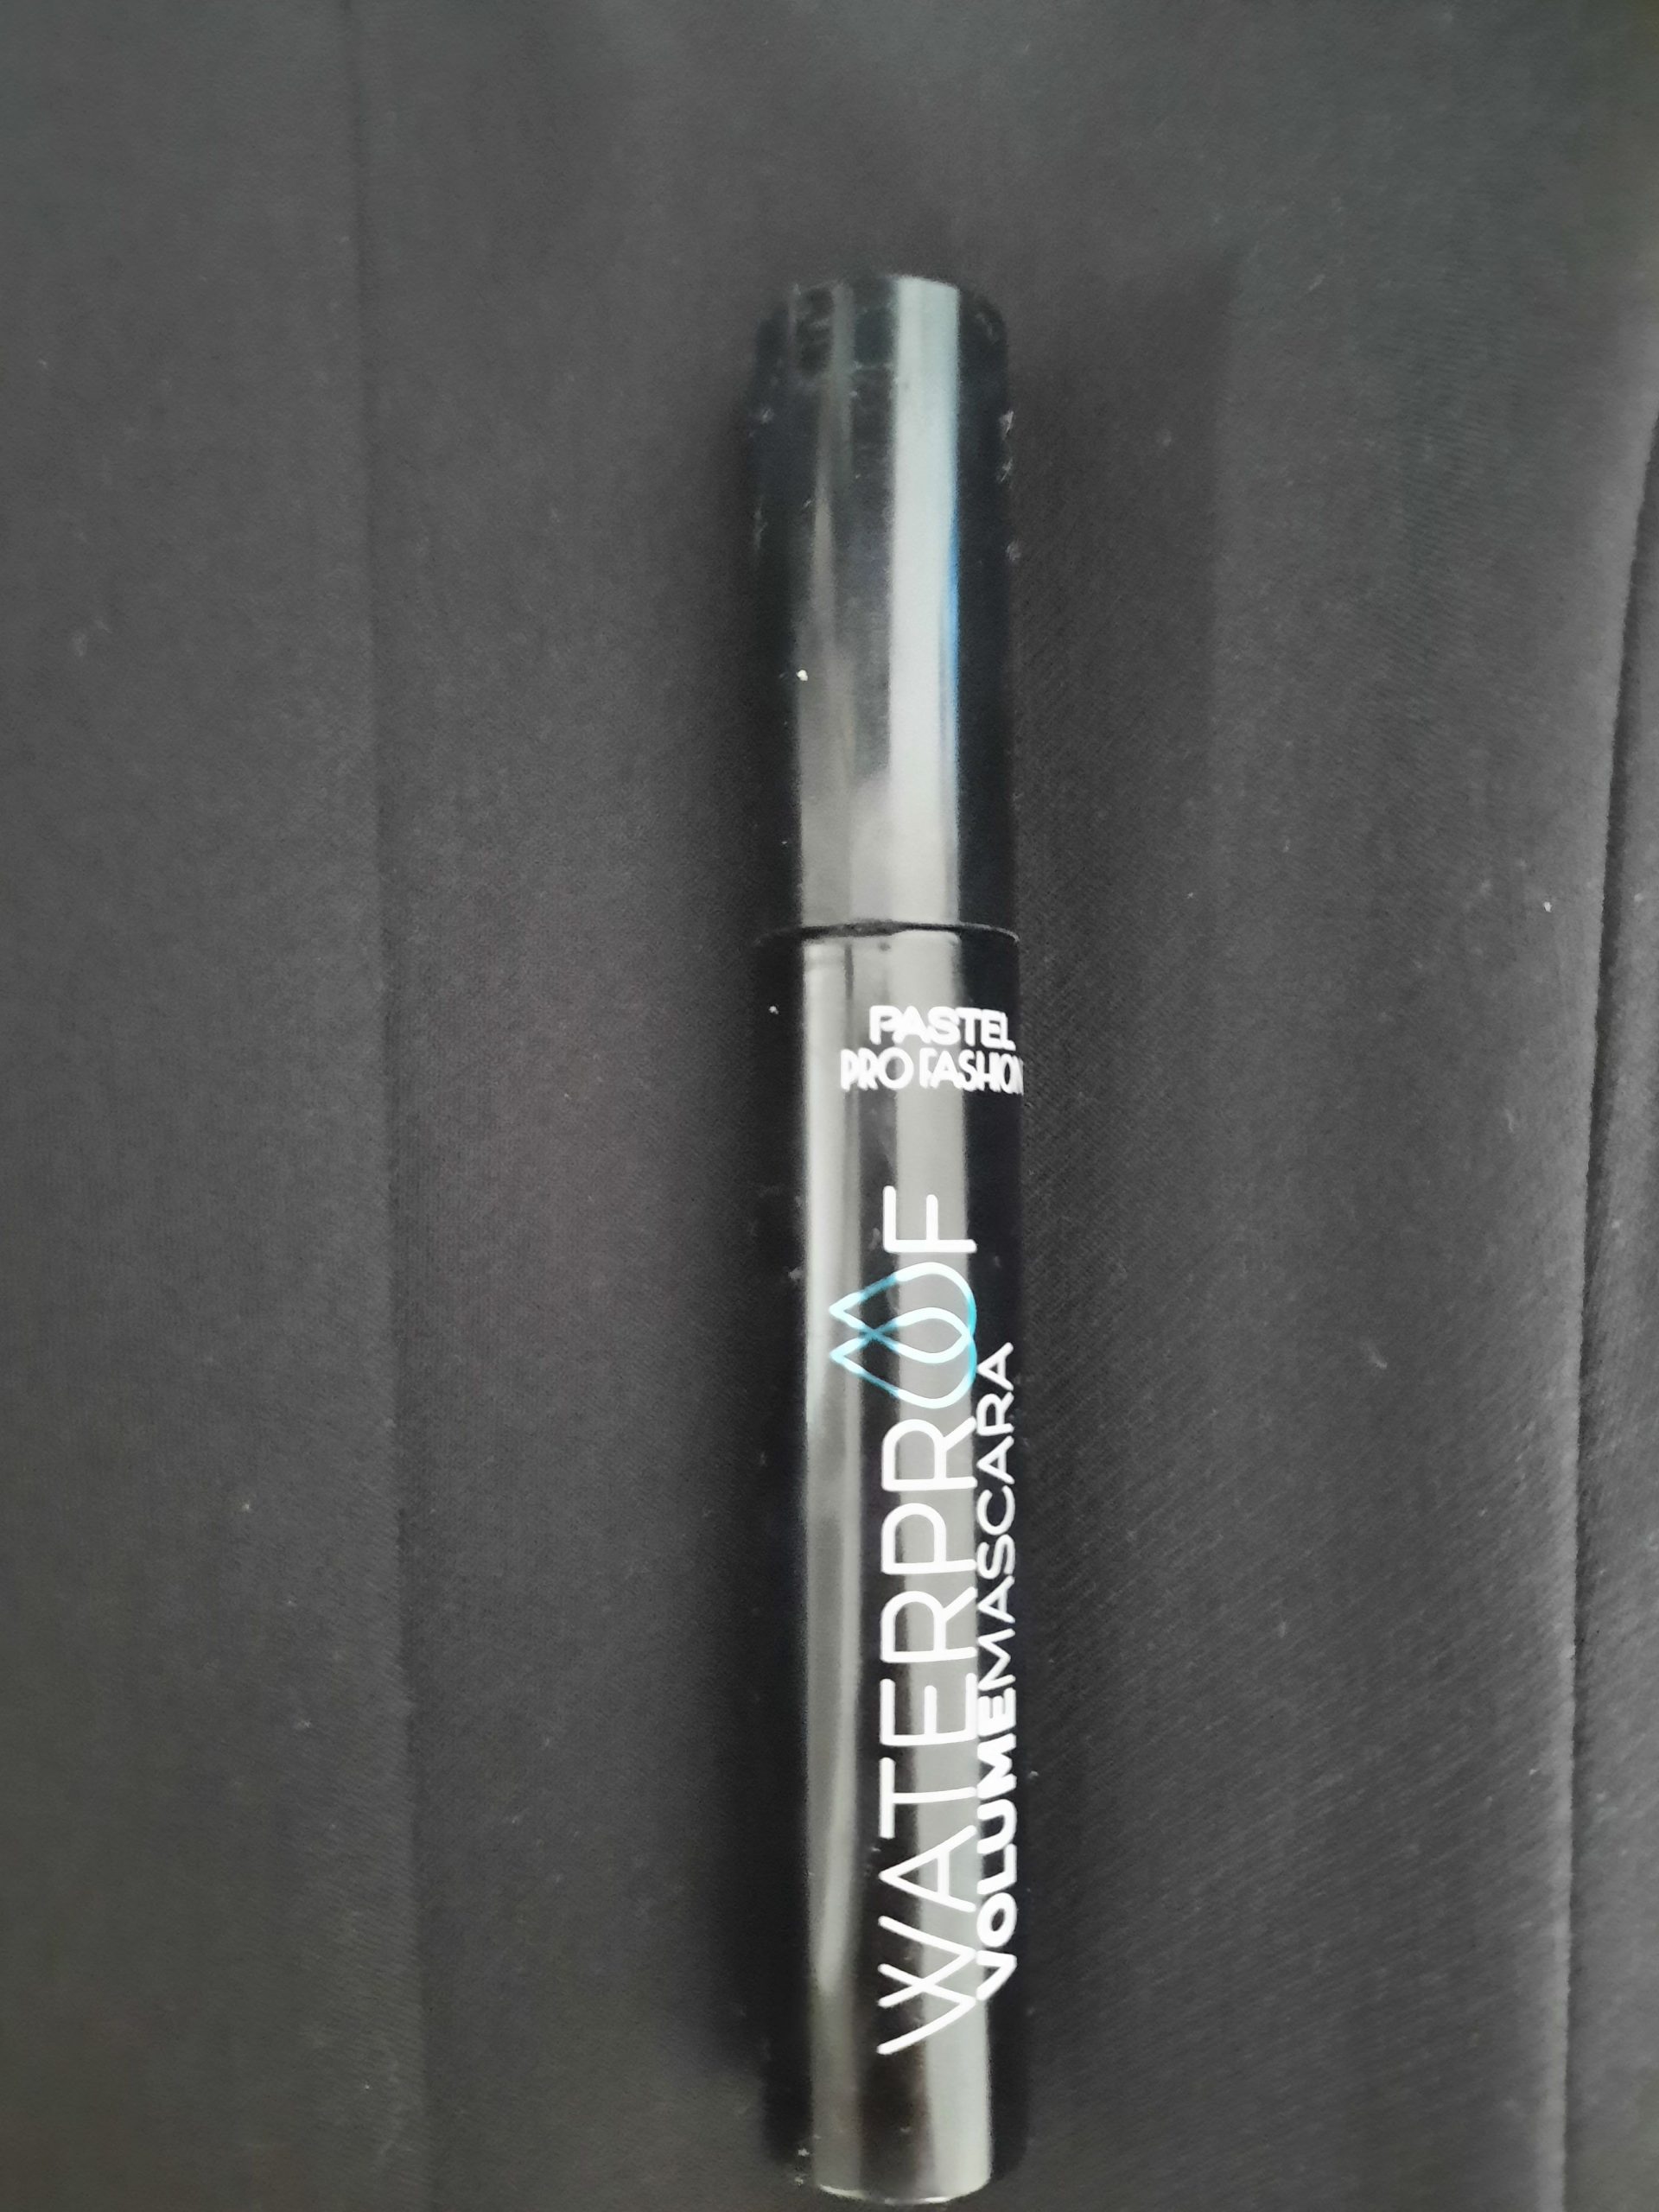 PASTEL
PRO FASHION
WATERPROOF
VOLUMEMASCARA